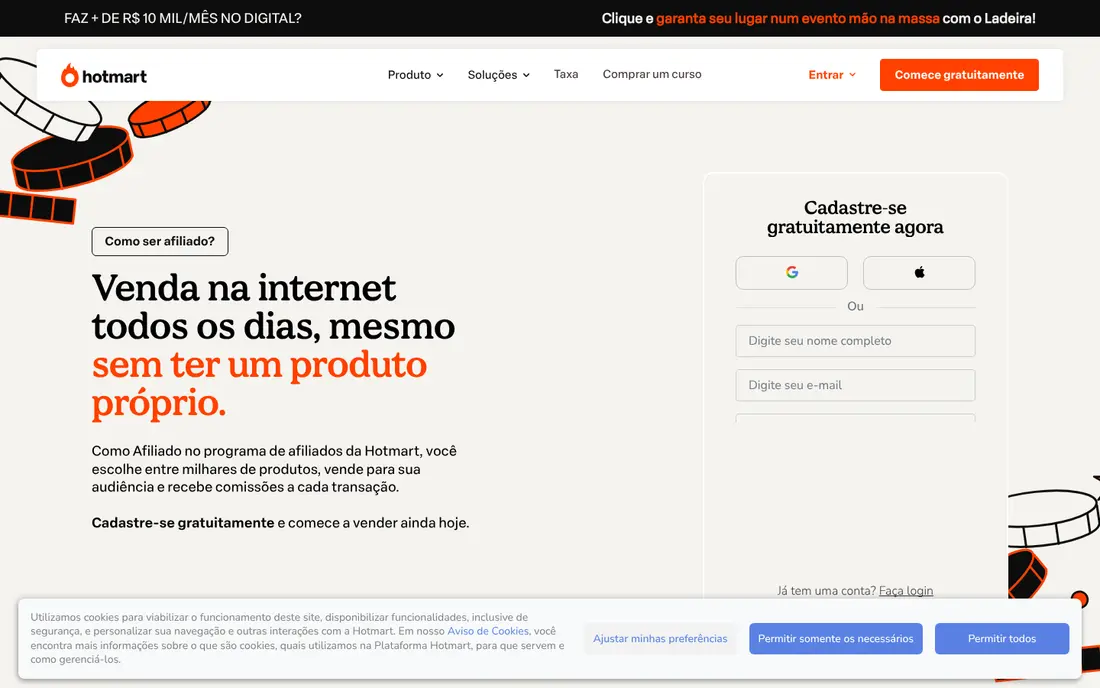 FAZ + DE R$ 10 MIL/MÊS NO DIGITAL?
Clique e garanta seu lugar num evento mão na massa com o Ladeira!
hotmart
Produto
Soluções
Taxa
Comprar um curso
Entrar
Comece gratuitamente
Como ser afiliado?
Venda na internet
todos os dias, mesmo
sem ter um produto
próprio.
Como Afiliado no programa de afiliados da Hotmart, você
escolhe entre milhares de produtos, vende para sua
audiência e recebe comissões a cada transação.
Cadastre-se gratuitamente e comece a vender ainda hoje.
Cadastre-se
gratuitamente agora
Ou
Digite seu nome completo
Digite seu e-mail
Já tem uma conta? Faça login
Utilizamos cookies para viabilizar o funcionamento deste site, disponibilizar funcionalidades, inclusive de
segurança, e personalizar sua navegação e outras interações com a Hotmart. Em nosso Aviso de Cookies, você
encontra mais informações sobre o que são cookies, quais utilizamos na Plataforma Hotmart, para que servem e
como gerenciá-los.
Ajustar minhas preferências
Permitir somente os necessários
Permitir todos